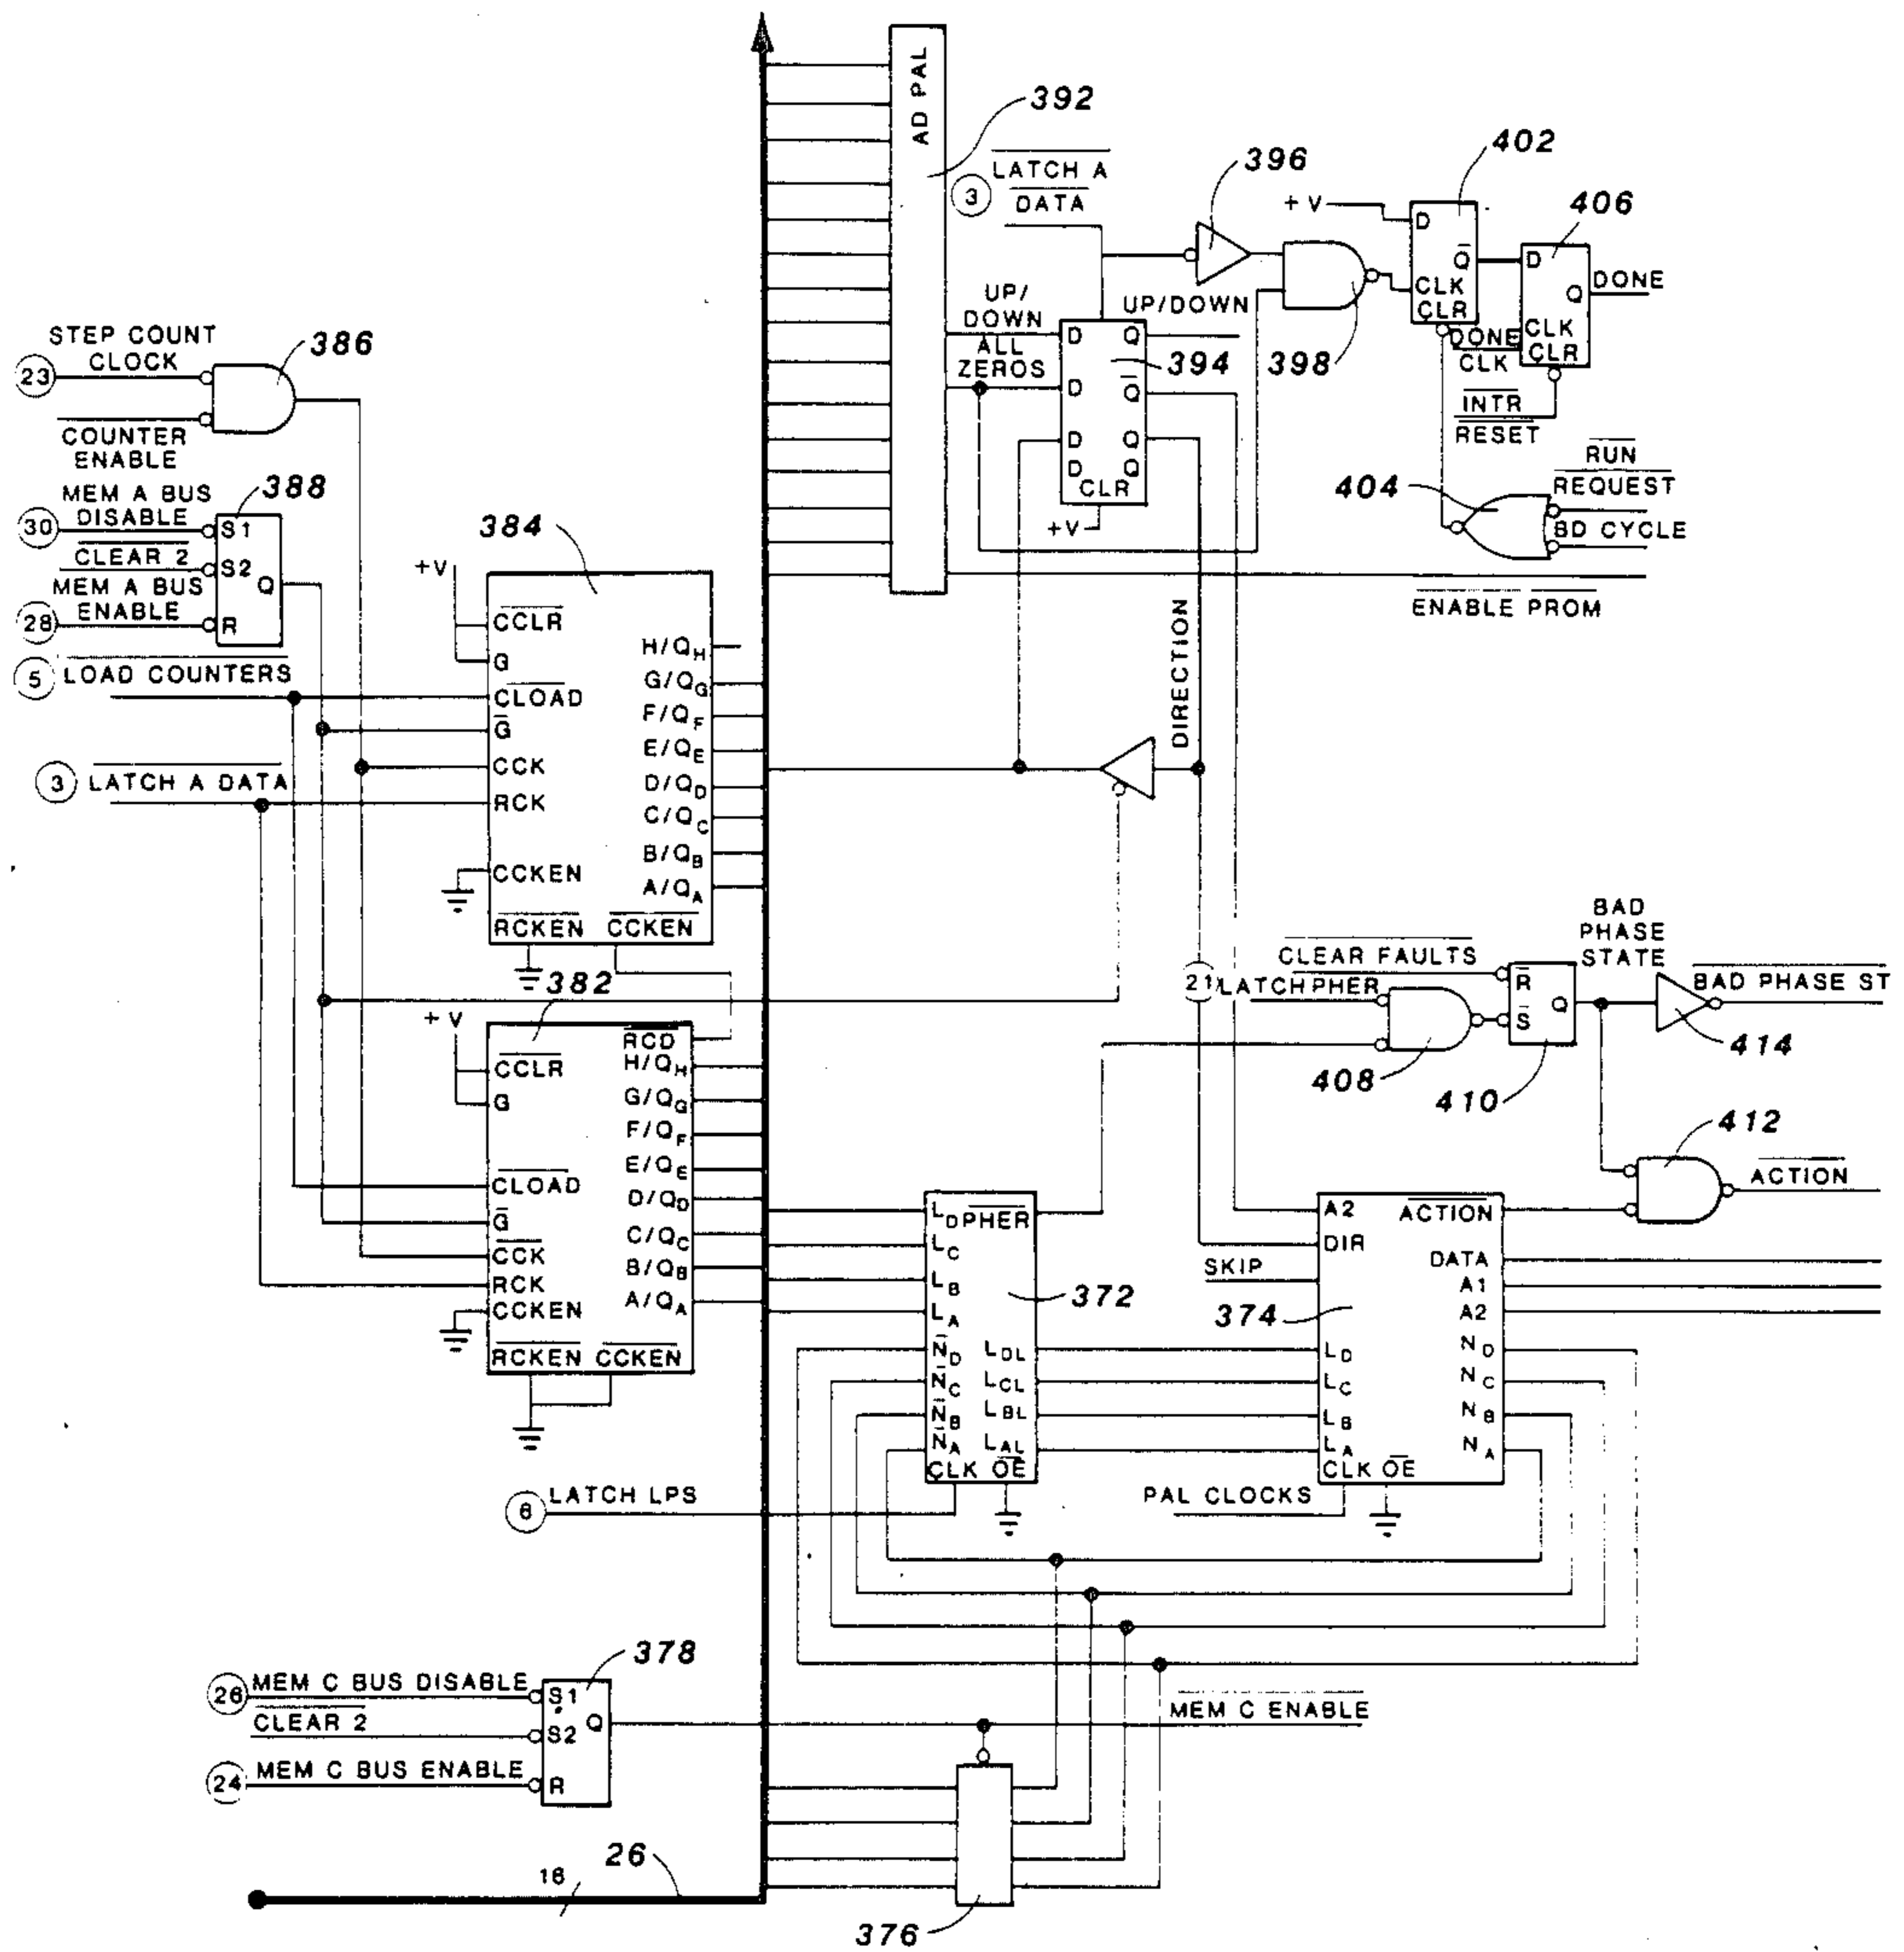 AD PAL
392
LATCH A
3
DATA
396
+V
402
D
Q̅
CLK
CLR
406
D
Q
CLK
CLR
DONE
DONE
CLK
398
INTR
RESET
RUN
REQUEST
404
BD CYCLE
ENABLE PROM
UP/
DOWN
ALL
ZEROS
UP/DOWN
D Q
394
D Q̅
D Q
D Q
CLR
+V
DIRECTION
STEP COUNT
CLOCK
23
386
COUNTER
ENABLE
388
MEM A BUS
DISABLE
30
S1
CLEAR 2
S2
Q
MEM A BUS
ENABLE
28
R
5 LOAD COUNTERS
3 LATCH A DATA
384
+V
CCLR
G
CLOAD
G̅
CCK
RCK
CCKEN
RCKEN CCKEN
H/QH
G/QG
F/QF
E/QE
D/QD
C/QC
B/QB
A/QA
382
+V
RCD
CCLR
G
CLOAD
G̅
CCK
RCK
CCKEN
RCKEN CCKEN
H/QH
G/QG
F/QF
E/QE
D/QD
C/QC
B/QB
A/QA
CLEAR FAULTS
21
LATCH PHER
408
R̅
S̅
Q
410
BAD
PHASE
STATE
BAD PHASE ST
414
412
ACTION
LD PHER
LC
LB
LA
372
N̅D LDL
N̅C LCL
N̅B LBL
N̅A LAL
CLK O̅E̅
6 LATCH LPS
A2 ACTION
DIR
SKIP
DATA
A1
A2
374
LD ND
LC NC
LB NB
LA NA
CLK O̅E̅
PAL CLOCKS
378
26 MEM C BUS DISABLE
S1
CLEAR 2
S2
Q
24 MEM C BUS ENABLE
R
MEM C ENABLE
16
26
376